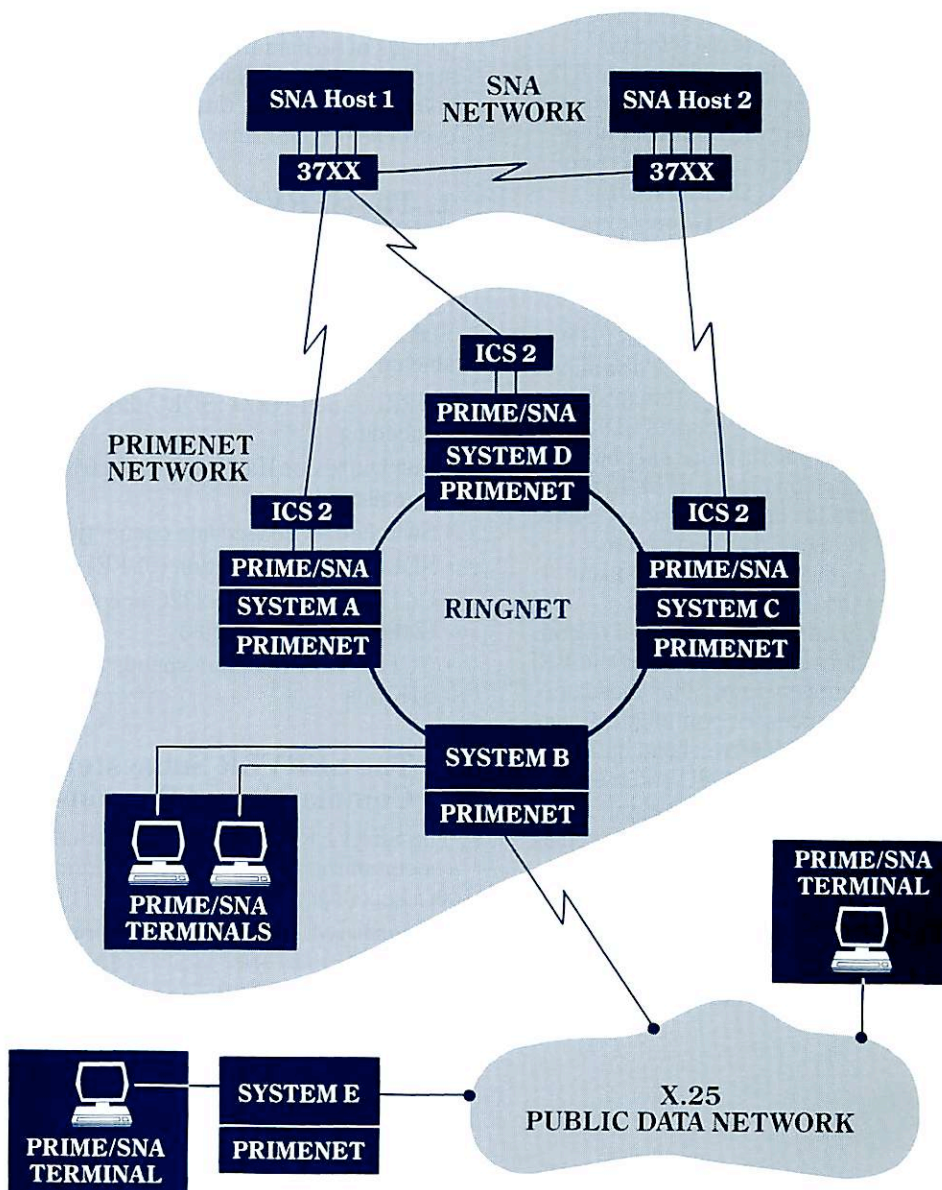 SNA Host 1
SNA
NETWORK
SNA Host 2
37XX
37XX
ICS 2
PRIME/SNA
SYSTEM D
PRIMENET
PRIMENET
NETWORK
ICS 2
PRIME/SNA
SYSTEM A
PRIMENET
RINGNET
ICS 2
PRIME/SNA
SYSTEM C
PRIMENET
SYSTEM B
PRIMENET
PRIME/SNA
TERMINALS
PRIME/SNA
TERMINAL
X.25
PUBLIC DATA NETWORK
SYSTEM E
PRIMENET
PRIME/SNA
TERMINAL